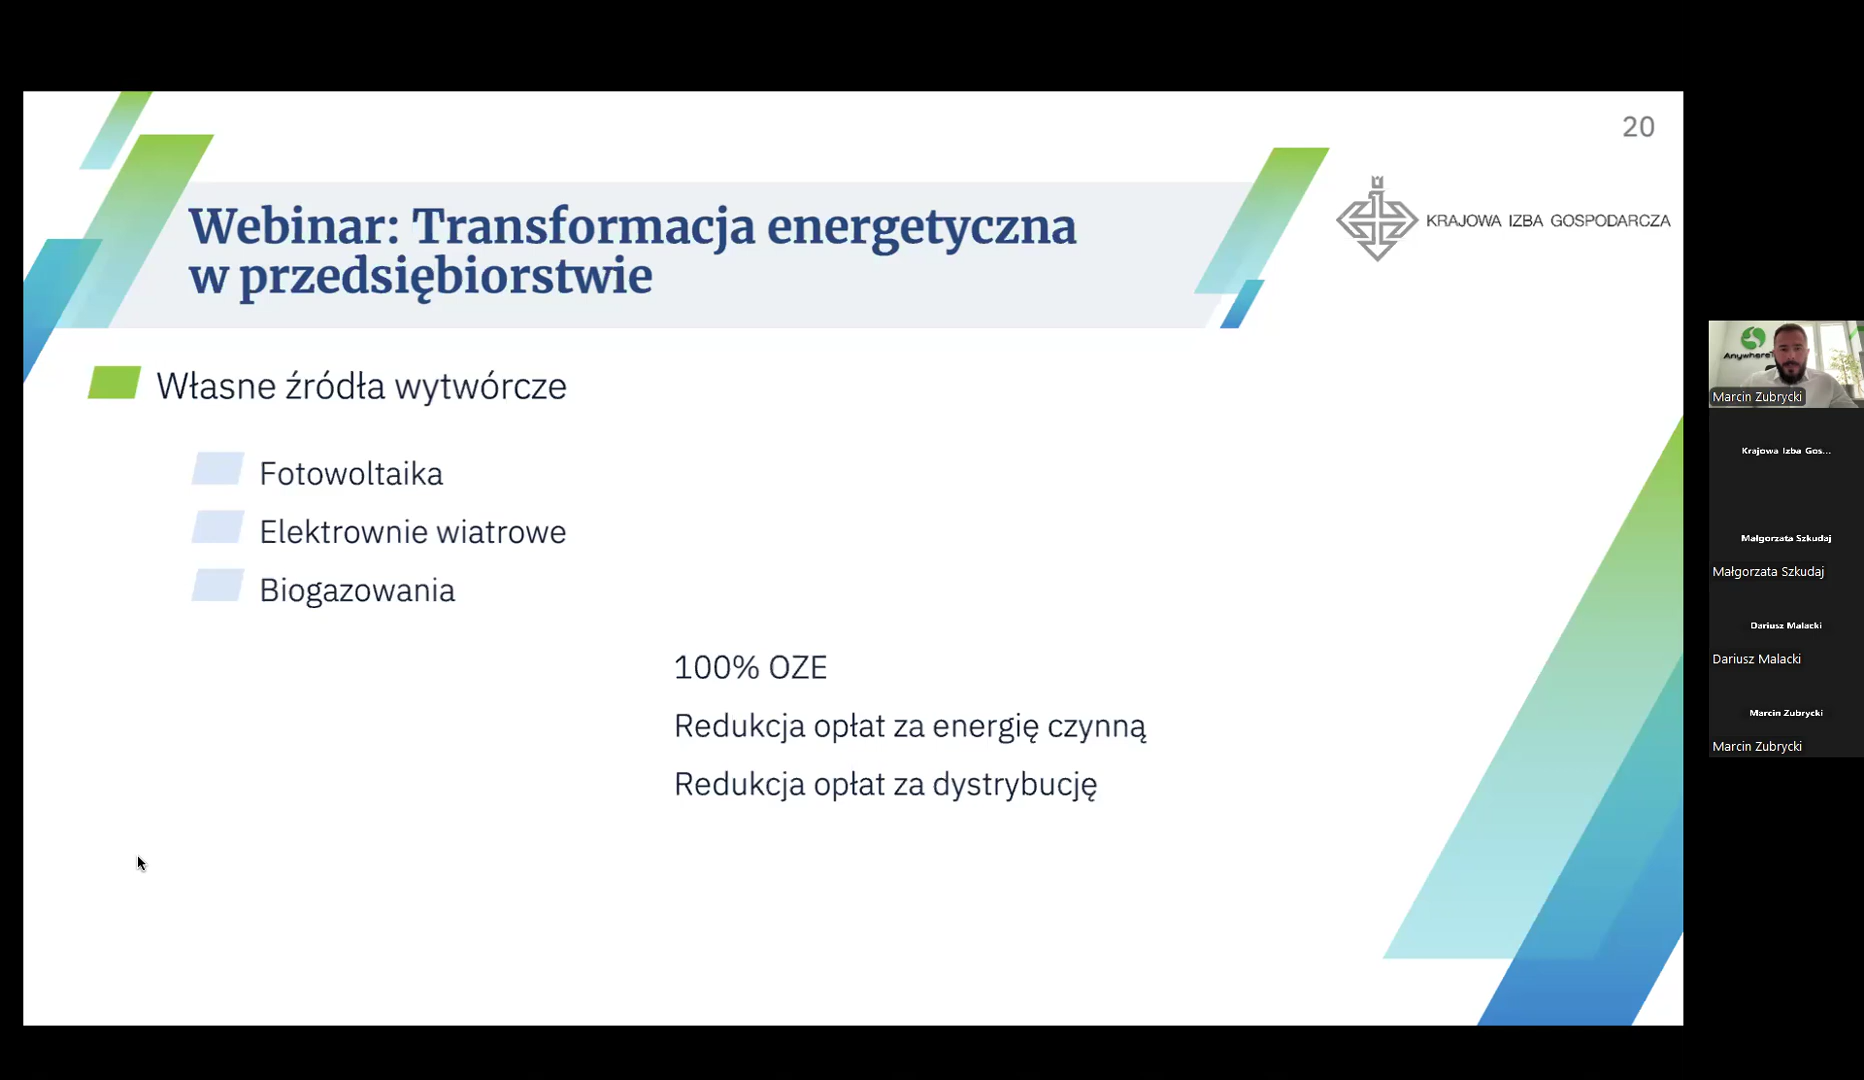 20
Webinar: Transformacja energetyczna
w przedsiębiorstwie
KRAJOWA IZBA GOSPODARCZA
Własne źródła wytwórcze
Fotowoltaika
Elektrownie wiatrowe
Biogazowania
100% OZE
Redukcja opłat za energię czynną
Redukcja opłat za dystrybucję
Marcin Zubrycki
Krajowa Izba Gos...
Małgorzata Szkudaj
Małgorzata Szkudaj
Dariusz Malacki
Dariusz Malacki
Marcin Zubrycki
Marcin Zubrycki